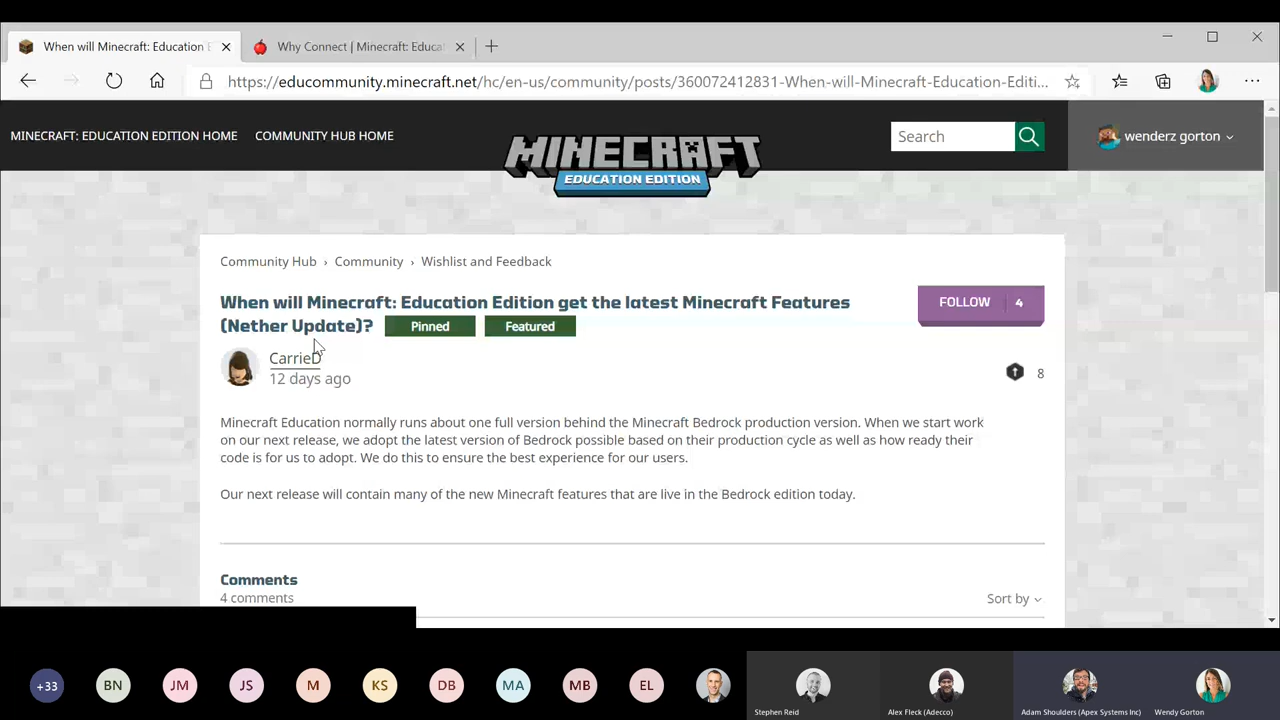 When will Minecraft: Education E
Why Connect | Minecraft: Educa
https://educommunity.minecraft.net/hc/en-us/community/posts/360072412831-When-will-Minecraft-Education-Editi...
MINECRAFT: EDUCATION EDITION HOME
COMMUNITY HUB HOME
MINECRAFT
EDUCATION EDITION
Search
wenderz gorton
Community Hub › Community › Wishlist and Feedback
When will Minecraft: Education Edition get the latest Minecraft Features
(Nether Update)? Pinned Featured
FOLLOW 4
CarrieD
12 days ago
8
Minecraft Education normally runs about one full version behind the Minecraft Bedrock production version. When we start work
on our next release, we adopt the latest version of Bedrock possible based on their production cycle as well as how ready their
code is for us to adopt. We do this to ensure the best experience for our users.
Our next release will contain many of the new Minecraft features that are live in the Bedrock edition today.
Comments
4 comments
Sort by
+33 BN JM JS M KS DB MA MB EL
Stephen Reid
Alex Fleck (Adecco)
Adam Shoulders (Apex Systems Inc)
Wendy Gorton